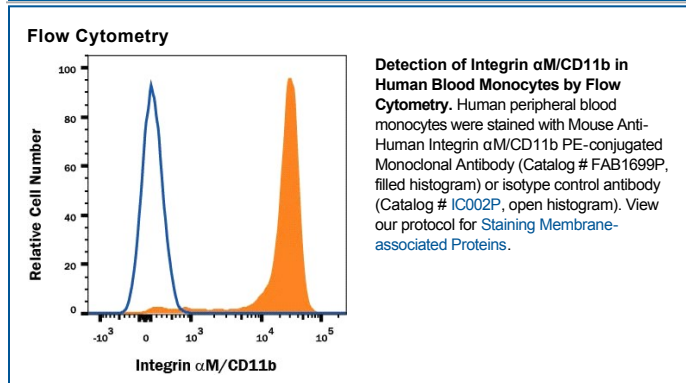 Flow Cytometry
100
80
60
40
20
0
Relative Cell Number
-10³
0
10³
10⁴
10⁵
Integrin αM/CD11b
Detection of Integrin αM/CD11b in
Human Blood Monocytes by Flow
Cytometry. Human peripheral blood
monocytes were stained with Mouse Anti-
Human Integrin αM/CD11b PE-conjugated
Monoclonal Antibody (Catalog # FAB1699P,
filled histogram) or isotype control antibody
(Catalog # IC002P, open histogram). View
our protocol for Staining Membrane-
associated Proteins.